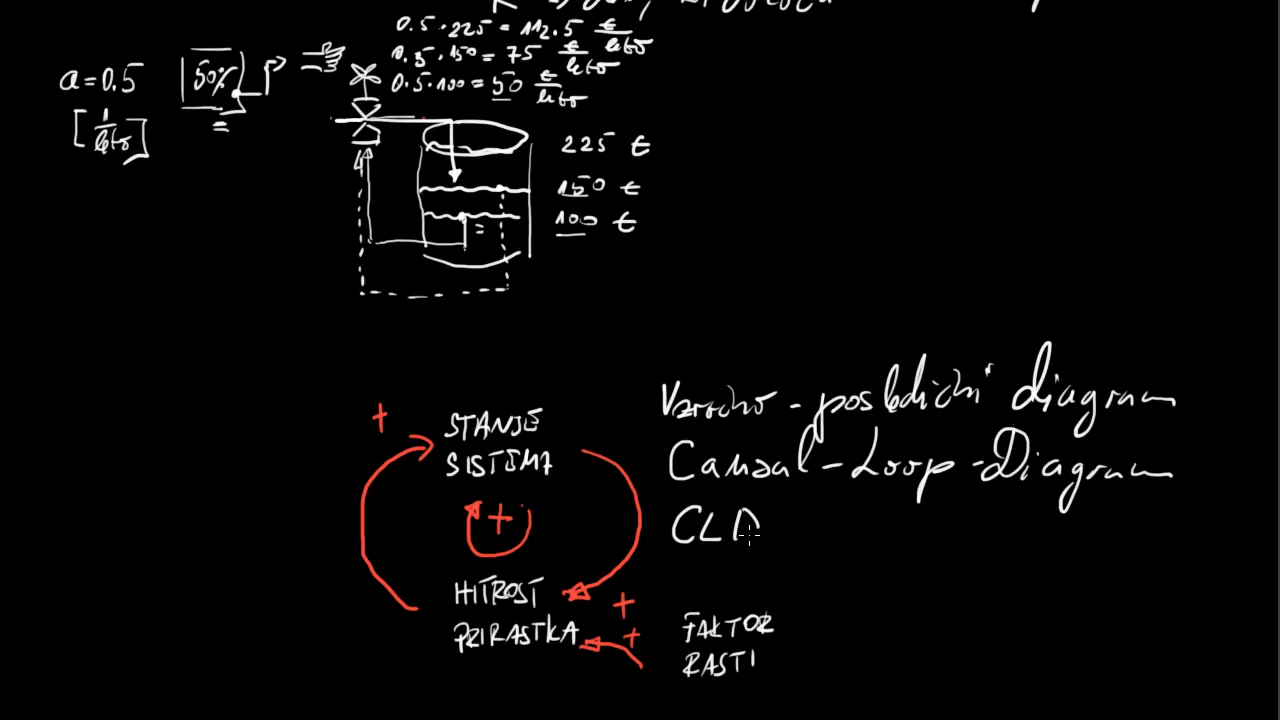 0.5 · 225 = 112.5 €/leto
0.5 · 150 = 75 €/leto
0.5 · 100 = 50 €/leto
a = 0.5
50%
[1/leto]
225 €
150 €
100 €
Vzročno - posledični diagram
Causal - Loop - Diagram
CLD
+
STANJE
SISTEMA
+
HITROST
PRIRASTKA
+
+
FAKTOR
RASTI